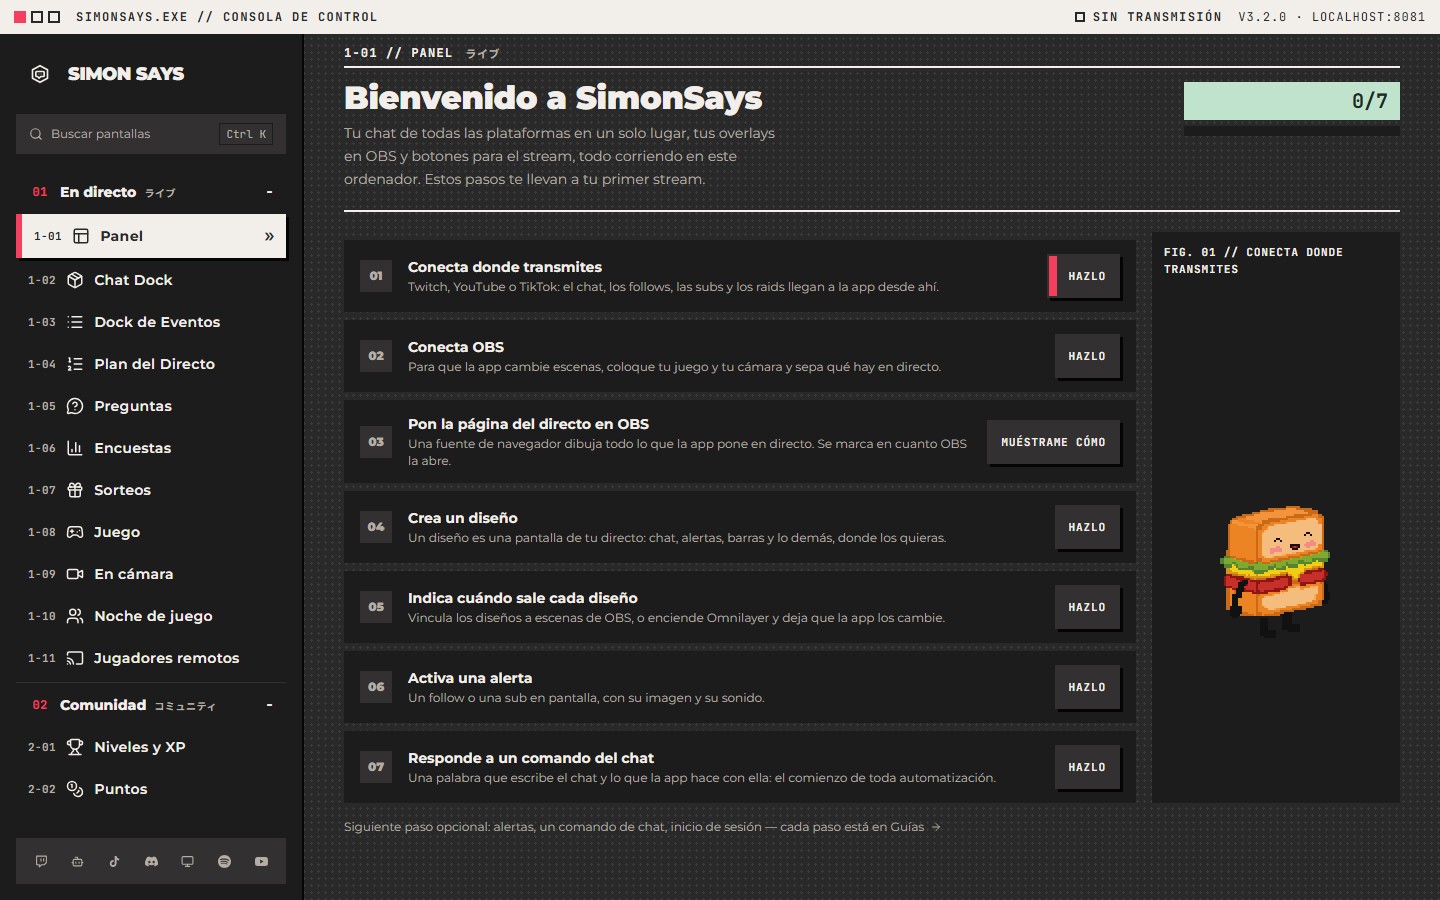 SIMONSAYS.EXE // CONSOLA DE CONTROL
SIN TRANSMISIÓN V3.2.0 · LOCALHOST:8081
SIMON SAYS
Buscar pantallas Ctrl K
01 En directo ライブ -
1-01 Panel »
1-02 Chat Dock
1-03 Dock de Eventos
1-04 Plan del Directo
1-05 Preguntas
1-06 Encuestas
1-07 Sorteos
1-08 Juego
1-09 En cámara
1-10 Noche de juego
1-11 Jugadores remotos
02 Comunidad コミュニティ -
2-01 Niveles y XP
2-02 Puntos
1-01 // PANEL ライブ
Bienvenido a SimonSays
Tu chat de todas las plataformas en un solo lugar, tus overlays
en OBS y botones para el stream, todo corriendo en este
ordenador. Estos pasos te llevan a tu primer stream.
0/7
01 Conecta donde transmites
Twitch, YouTube o TikTok: el chat, los follows, las subs y los raids llegan a la app desde ahí.
HAZLO
02 Conecta OBS
Para que la app cambie escenas, coloque tu juego y tu cámara y sepa qué hay en directo.
HAZLO
03 Pon la página del directo en OBS
Una fuente de navegador dibuja todo lo que la app pone en directo. Se marca en cuanto OBS
la abre.
MUÉSTRAME CÓMO
04 Crea un diseño
Un diseño es una pantalla de tu directo: chat, alertas, barras y lo demás, donde los quieras.
HAZLO
05 Indica cuándo sale cada diseño
Vincula los diseños a escenas de OBS, o enciende Omnilayer y deja que la app los cambie.
HAZLO
06 Activa una alerta
Un follow o una sub en pantalla, con su imagen y su sonido.
HAZLO
07 Responde a un comando del chat
Una palabra que escribe el chat y lo que la app hace con ella: el comienzo de toda automatización.
HAZLO
FIG. 01 // CONECTA DONDE
TRANSMITES
Siguiente paso opcional: alertas, un comando de chat, inicio de sesión — cada paso está en Guías →